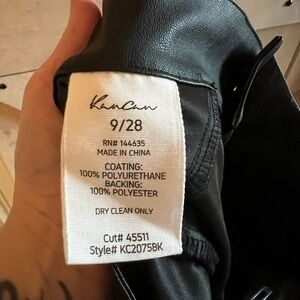 KanCan
9/28
RN# 144635
MADE IN CHINA
COATING:
100% POLYURETHANE
BACKING:
100% POLYESTER
DRY CLEAN ONLY
Cut# 45511
Style# KC2075BK